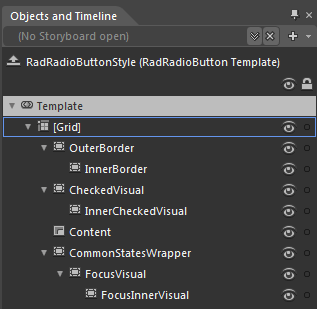 Objects and Timeline
(No Storyboard open)
RadRadioButtonStyle (RadRadioButton Template)
Template
[Grid]
OuterBorder
InnerBorder
CheckedVisual
InnerCheckedVisual
Content
CommonStatesWrapper
FocusVisual
FocusInnerVisual